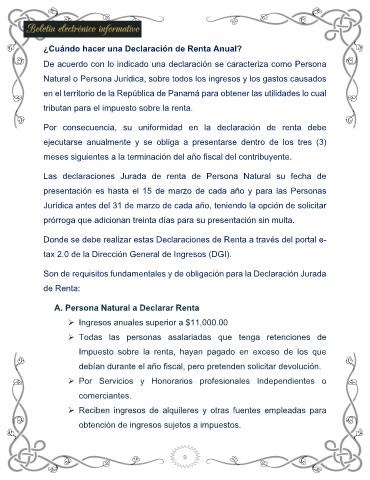 Boletín electrónico informativo
¿Cuándo hacer una Declaración de Renta Anual?
De acuerdo con lo indicado una declaración se caracteriza como Persona
Natural o Persona Jurídica, sobre todos los ingresos y los gastos causados
en el territorio de la República de Panamá para obtener las utilidades lo cual
tributan para el impuesto sobre la renta.
Por consecuencia, su uniformidad en la declaración de renta debe
ejecutarse anualmente y se obliga a presentarse dentro de los tres (3)
meses siguientes a la terminación del año fiscal del contribuyente.
Las declaraciones Jurada de renta de Persona Natural su fecha de
presentación es hasta el 15 de marzo de cada año y para las Personas
Jurídica antes del 31 de marzo de cada año, teniendo la opción de solicitar
prórroga que adicionan treinta días para su presentación sin multa.
Donde se debe realizar estas Declaraciones de Renta a través del portal e-
tax 2.0 de la Dirección General de Ingresos (DGI).
Son de requisitos fundamentales y de obligación para la Declaración Jurada
de Renta:
A. Persona Natural a Declarar Renta
➢ Ingresos anuales superior a $11,000.00
➢ Todas las personas asalariadas que tenga retenciones de
Impuesto sobre la renta, hayan pagado en exceso de los que
debían durante el año fiscal, pero pretenden solicitar devolución.
➢ Por Servicios y Honorarios profesionales Independientes o
comerciantes.
➢ Reciben ingresos de alquileres y otras fuentes empleadas para
obtención de ingresos sujetos a impuestos.
9